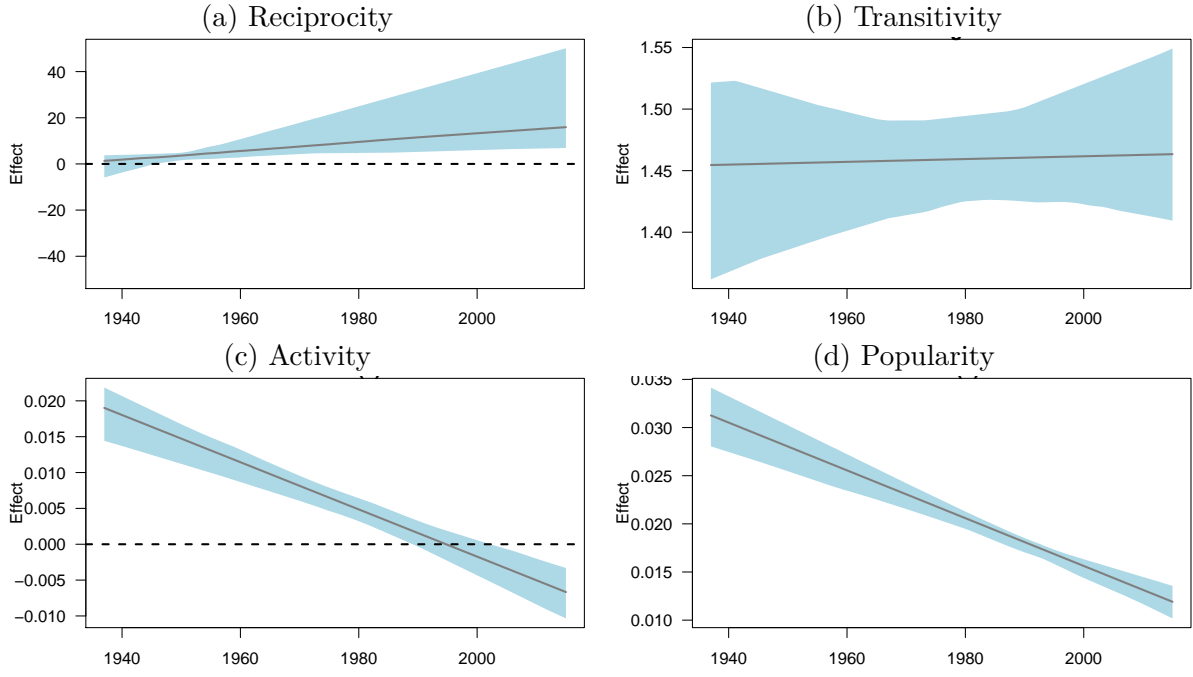 (a) Reciprocity
(b) Transitivity
Effect
40
20
0
−20
−40
1940 1960 1980 2000
Effect
1.55
1.50
1.45
1.40
1940 1960 1980 2000
(c) Activity
(d) Popularity
Effect
0.020
0.015
0.010
0.005
0.000
−0.005
−0.010
1940 1960 1980 2000
Effect
0.035
0.030
0.025
0.020
0.015
0.010
1940 1960 1980 2000